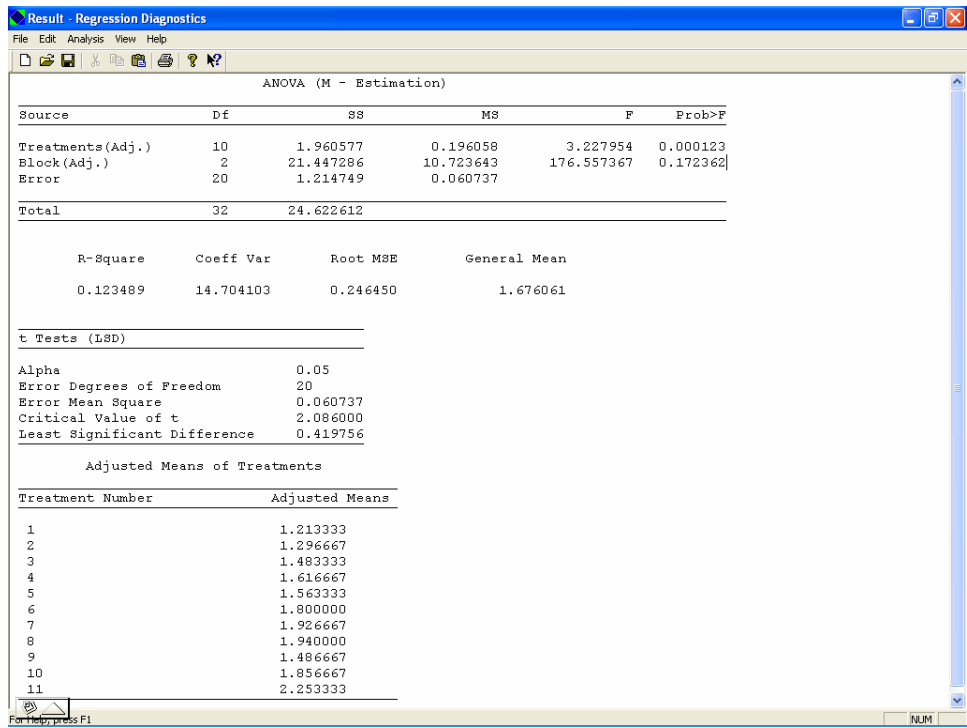 Result - Regression Diagnostics
File Edit Analysis View Help
ANOVA (M - Estimation)
Source Df SS MS F Prob>F
Treatments(Adj.) 10 1.960577 0.196058 3.227954 0.000123
Block(Adj.) 2 21.447286 10.723643 176.557367 0.172362
Error 20 1.214749 0.060737
Total 32 24.622612
R-Square Coeff Var Root MSE General Mean
0.123489 14.704103 0.246450 1.676061
t Tests (LSD)
Alpha 0.05
Error Degrees of Freedom 20
Error Mean Square 0.060737
Critical Value of t 2.086000
Least Significant Difference 0.419756
Adjusted Means of Treatments
Treatment Number Adjusted Means
1 1.213333
2 1.296667
3 1.483333
4 1.616667
5 1.563333
6 1.800000
7 1.926667
8 1.940000
9 1.486667
10 1.856667
11 2.253333
For Help, press F1
NUM